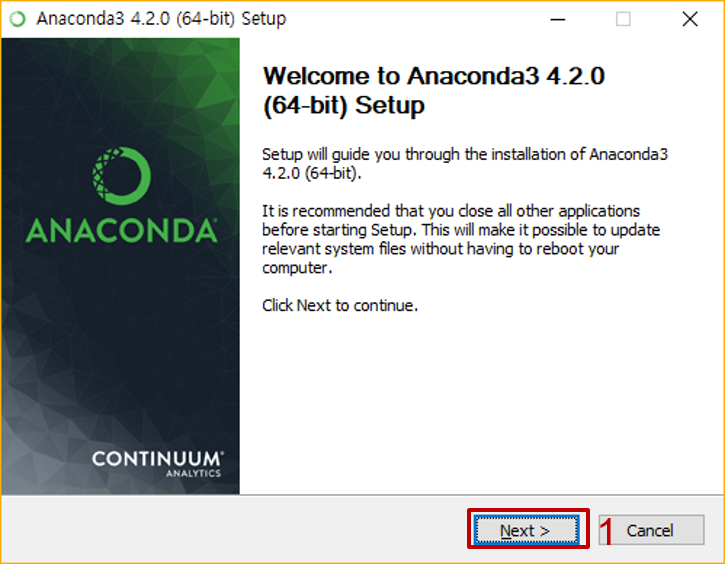 Anaconda3 4.2.0 (64-bit) Setup
Welcome to Anaconda3 4.2.0
(64-bit) Setup
Setup will guide you through the installation of Anaconda3
4.2.0 (64-bit).
It is recommended that you close all other applications
before starting Setup. This will make it possible to update
relevant system files without having to reboot your
computer.
Click Next to continue.
ANACONDA®
CONTINUUM®
ANALYTICS
Next >
1
Cancel